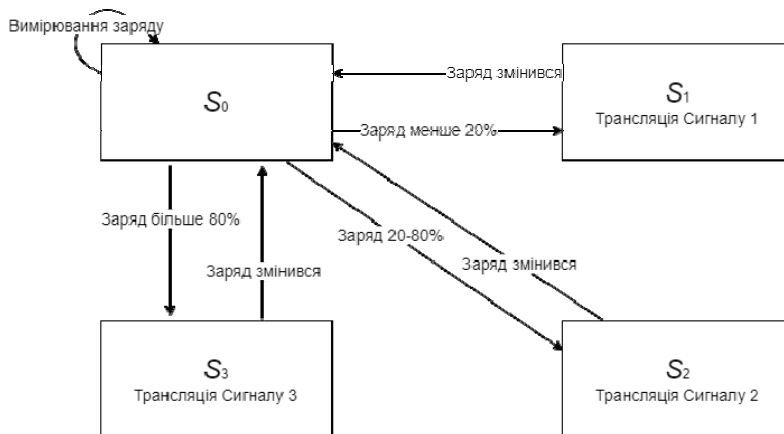 Вимірювання заряду
S₀
Заряд змінився
S₁
Трансляція Сигналу 1
Заряд менше 20%
Заряд більше 80%
Заряд 20-80%
Заряд змінився
Заряд змінився
S₃
Трансляція Сигналу 3
S₂
Трансляція Сигналу 2